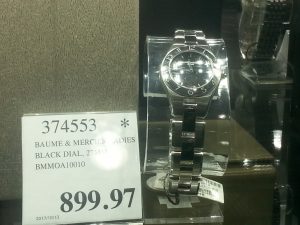 374553 *
BAUME & MERCIER LADIES
BLACK DIAL,
BMMOA10010
899.97